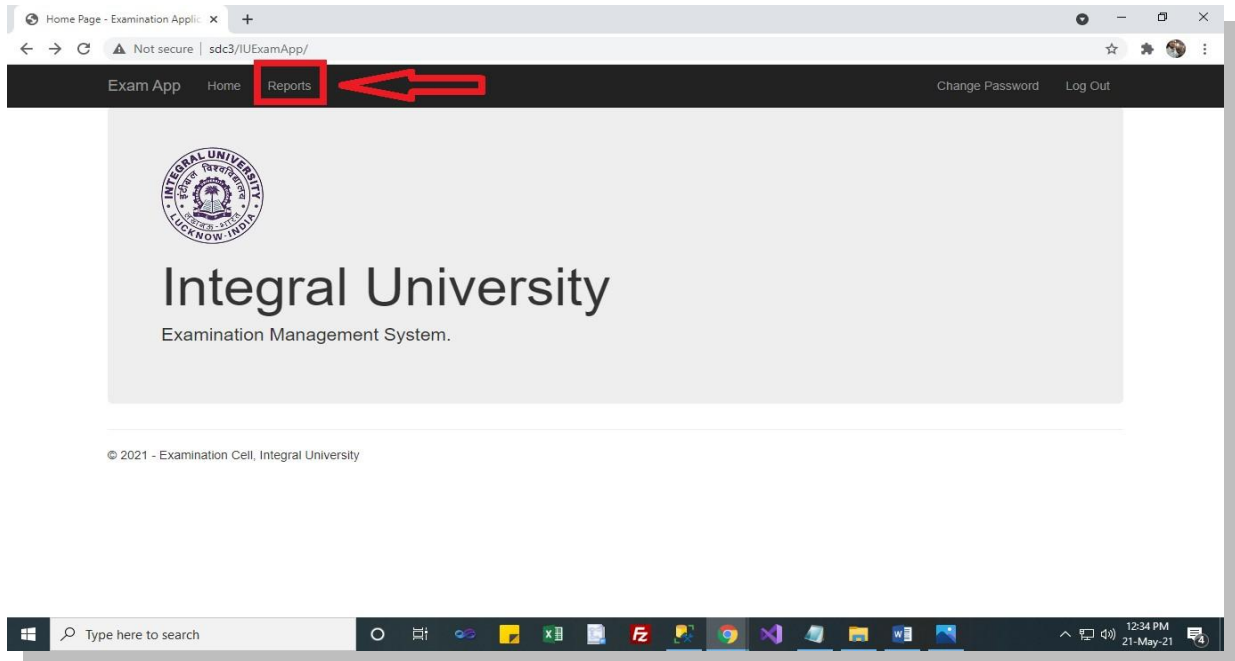 Home Page - Examination Applic
Not secure | sdc3/IUExamApp/
Exam App Home Reports Change Password Log Out
INTEGRAL UNIVERSITY
LUCKNOW-INDIA
Integral University
Examination Management System.
© 2021 - Examination Cell, Integral University
Type here to search
12:34 PM
21-May-21
4